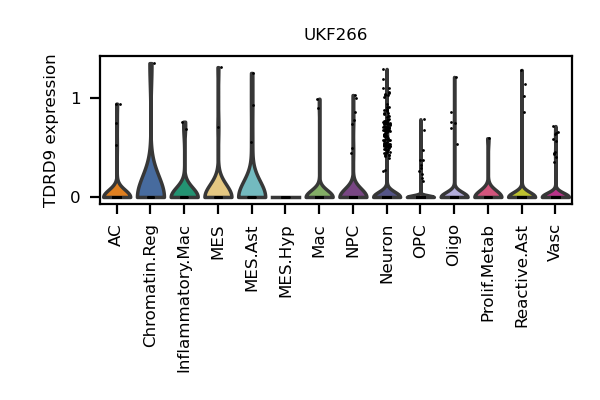 UKF266
TDRD9 expression
1
0
AC
Chromatin.Reg
Inflammatory.Mac
MES
MES.Ast
MES.Hyp
Mac
NPC
Neuron
OPC
Oligo
Prolif.Metab
Reactive.Ast
Vasc